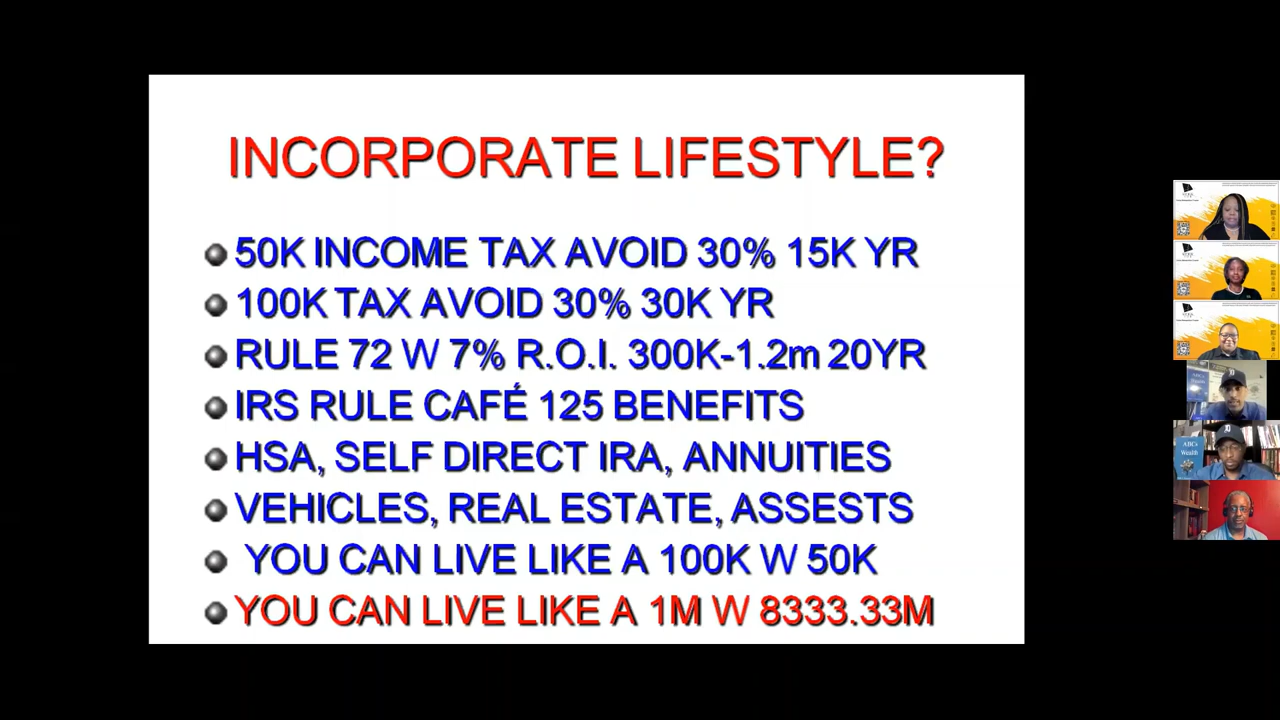 INCORPORATE LIFESTYLE?
50K INCOME TAX AVOID 30% 15K YR
100K TAX AVOID 30% 30K YR
RULE 72 W 7% R.O.I. 300K-1.2m 20YR
IRS RULE CAFÉ 125 BENEFITS
HSA, SELF DIRECT IRA, ANNUITIES
VEHICLES, REAL ESTATE, ASSESTS
YOU CAN LIVE LIKE A 100K W 50K
YOU CAN LIVE LIKE A 1M W 8333.33M
ABCs
Wealth